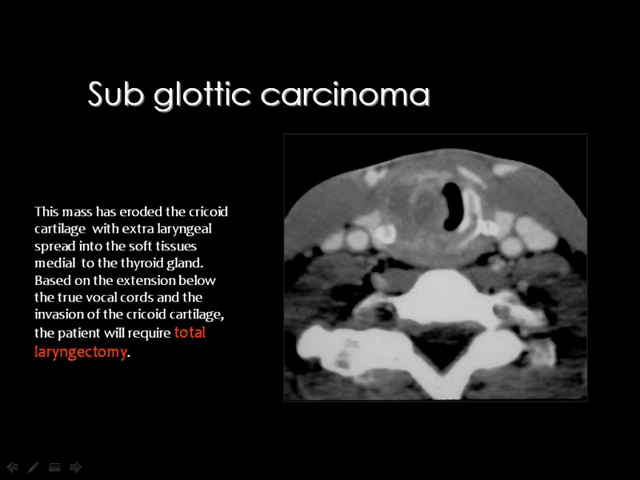 Sub glottic carcinoma
This mass has eroded the cricoid
cartilage with extra laryngeal
spread into the soft tissues
medial to the thyroid gland.
Based on the extension below
the true vocal cords and the
invasion of the cricoid cartilage,
the patient will require total
laryngectomy.